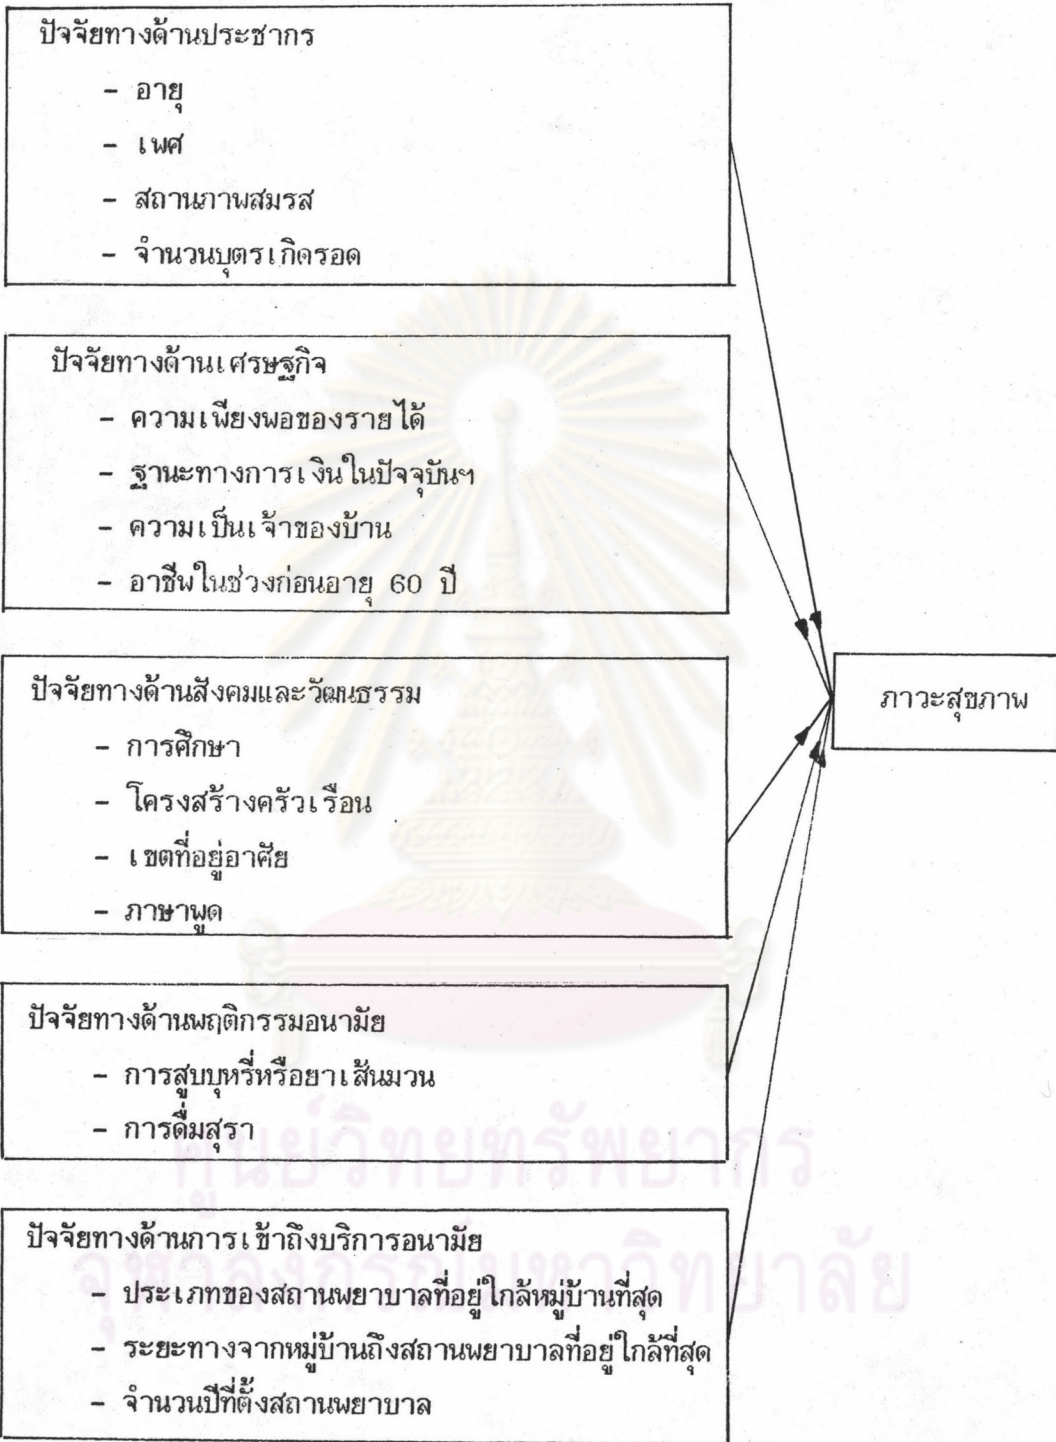 ปัจจัยทางด้านประชากร
- อายุ
- เพศ
- สถานภาพสมรส
- จำนวนบุตรเกิดรอด
ปัจจัยทางด้านเศรษฐกิจ
- ความเพียงพอของรายได้
- ฐานะทางการเงินในปัจจุบันฯ
- ความเป็นเจ้าของบ้าน
- อาชีพในช่วงก่อนอายุ 60 ปี
ปัจจัยทางด้านสังคมและวัฒนธรรม
- การศึกษา
- โครงสร้างครัวเรือน
- เขตที่อยู่อาศัย
- ภาษาพูด
ภาวะสุขภาพ
ปัจจัยทางด้านพฤติกรรมอนามัย
- การสูบบุหรี่หรือยาเส้นมวน
- การดื่มสุรา
ปัจจัยทางด้านการเข้าถึงบริการอนามัย
- ประเภทของสถานพยาบาลที่อยู่ใกล้หมู่บ้านที่สุด
- ระยะทางจากหมู่บ้านถึงสถานพยาบาลที่อยู่ใกล้ที่สุด
- จำนวนปีที่ตั้งสถานพยาบาล
ศูนย์วิทยทรัพยากร
จุฬาลงกรณ์มหาวิทยาลัย